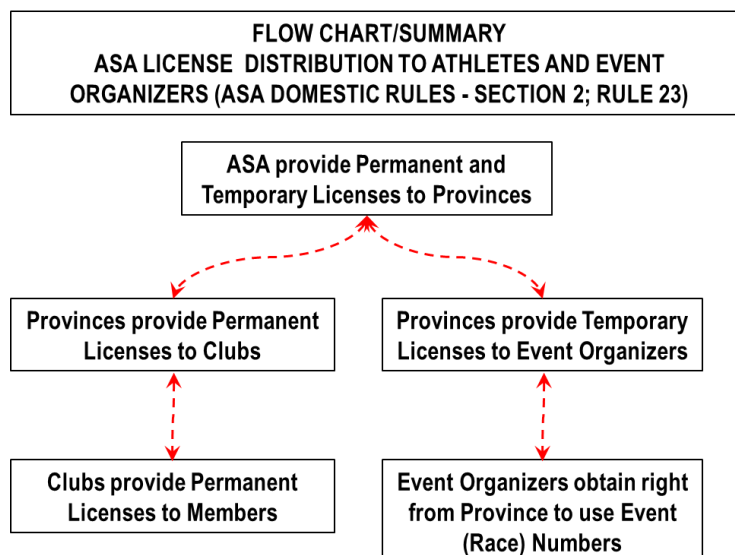 FLOW CHART/SUMMARY
ASA LICENSE DISTRIBUTION TO ATHLETES AND EVENT
ORGANIZERS (ASA DOMESTIC RULES - SECTION 2; RULE 23)
ASA provide Permanent and
Temporary Licenses to Provinces
Provinces provide Permanent
Licenses to Clubs
Provinces provide Temporary
Licenses to Event Organizers
Clubs provide Permanent
Licenses to Members
Event Organizers obtain right
from Province to use Event
(Race) Numbers